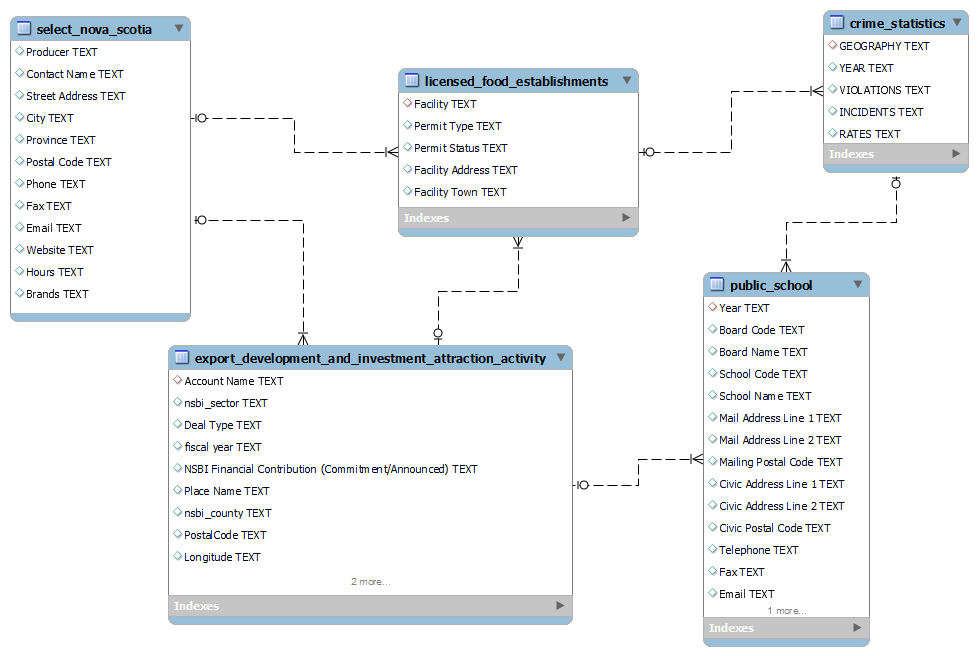 select_nova_scotia
Producer TEXT
Contact Name TEXT
Street Address TEXT
City TEXT
Province TEXT
Postal Code TEXT
Phone TEXT
Fax TEXT
Email TEXT
Website TEXT
Hours TEXT
Brands TEXT
licensed_food_establishments
Facility TEXT
Permit Type TEXT
Permit Status TEXT
Facility Address TEXT
Facility Town TEXT
Indexes
crime_statistics
GEOGRAPHY TEXT
YEAR TEXT
VIOLATIONS TEXT
INCIDENTS TEXT
RATES TEXT
Indexes
export_development_and_investment_attraction_activity
Account Name TEXT
nsbi_sector TEXT
Deal Type TEXT
fiscal year TEXT
NSBI Financial Contribution (Commitment/Announced) TEXT
Place Name TEXT
nsbi_county TEXT
PostalCode TEXT
Longitude TEXT
2 more...
Indexes
public_school
Year TEXT
Board Code TEXT
Board Name TEXT
School Code TEXT
School Name TEXT
Mail Address Line 1 TEXT
Mail Address Line 2 TEXT
Mailing Postal Code TEXT
Civic Address Line 1 TEXT
Civic Address Line 2 TEXT
Civic Postal Code TEXT
Telephone TEXT
Fax TEXT
Email TEXT
1 more...
Indexes